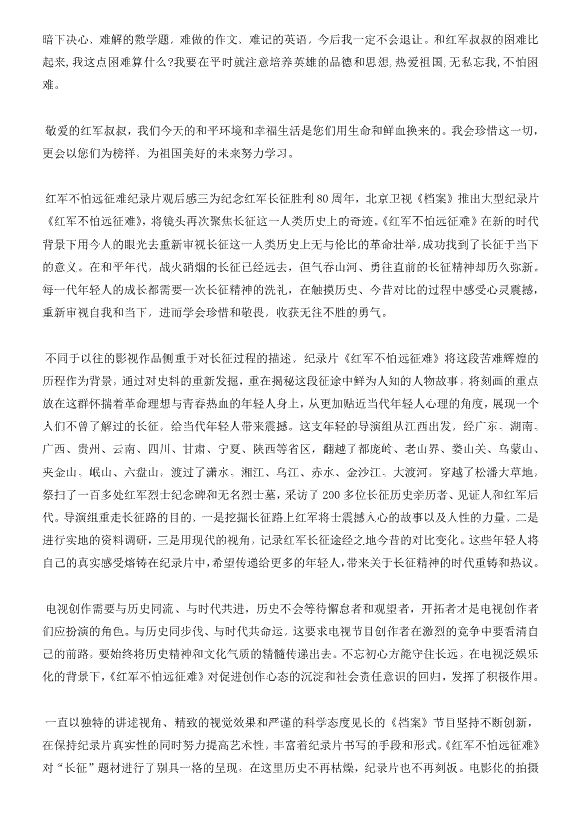 暗下决心、难解的数学题，难做的作文，难记的英语，今后我一定不会退让。和红军叔叔的困难比
起来,我这点困难算什么?我要在平时就注意培养英雄的品德和思想,热爱祖国,无私忘我,不怕困
难。
敬爱的红军叔叔，我们今天的和平环境和幸福生活是您们用生命和鲜血换来的。我会珍惜这一切，
更会以您们为榜样，为祖国美好的未来努力学习。
红军不怕远征难纪录片观后感三为纪念红军长征胜利80周年，北京卫视《档案》推出大型纪录片
《红军不怕远征难》，将镜头再次聚焦长征这一人类历史上的奇迹。《红军不怕远征难》在新的时代
背景下用今人的眼光去重新审视长征这一人类历史上无与伦比的革命壮举,成功找到了长征于当下
的意义。在和平年代，战火硝烟的长征已经远去，但气吞山河、勇往直前的长征精神却历久弥新。
每一代年轻人的成长都需要一次长征精神的洗礼，在触摸历史、今昔对比的过程中感受心灵震撼，
重新审视自我和当下，进而学会珍惜和敬畏，收获无往不胜的勇气。
不同于以往的影视作品侧重于对长征过程的描述，纪录片《红军不怕远征难》将这段苦难辉煌的
历程作为背景，通过对史料的重新发掘，重在揭秘这段征途中鲜为人知的人物故事，将刻画的重点
放在这群怀揣着革命理想与青春热血的年轻人身上，从更加贴近当代年轻人心理的角度，展现一个
人们不曾了解过的长征，给当代年轻人带来震撼。这支年轻的导演组从江西出发，经广东、湖南、
广西、贵州、云南、四川、甘肃、宁夏、陕西等省区，翻越了都庞岭、老山界、娄山关、乌蒙山、
夹金山、岷山、六盘山，渡过了潇水、湘江、乌江、赤水、金沙江、大渡河，穿越了松潘大草地，
祭扫了一百多处红军烈士纪念碑和无名烈士墓，采访了200多位长征历史亲历者、见证人和红军后
代。导演组重走长征路的目的，一是挖掘长征路上红军将士震撼人心的故事以及人性的力量，二是
进行实地的资料调研，三是用现代的视角，记录红军长征途经之地今昔的对比变化。这些年轻人将
自己的真实感受熔铸在纪录片中,希望传递给更多的年轻人,带来关于长征精神的时代重铸和热议。
电视创作需要与历史同流、与时代共进，历史不会等待懈怠者和观望者，开拓者才是电视创作者
们应扮演的角色。与历史同步伐、与时代共命运，这要求电视节目创作者在激烈的竞争中要看清自
己的前路，要始终将历史精神和文化气质的精髓传递出去。不忘初心方能守住长远，在电视泛娱乐
化的背景下，《红军不怕远征难》对促进创作心态的沉淀和社会责任意识的回归，发挥了积极作用。
一直以独特的讲述视角、精致的视觉效果和严谨的科学态度见长的《档案》节目坚持不断创新，
在保持纪录片真实性的同时努力提高艺术性，丰富着纪录片书写的手段和形式。《红军不怕远征难》
对“长征”题材进行了别具一格的呈现，在这里历史不再枯燥，纪录片也不再刻板。电影化的拍摄